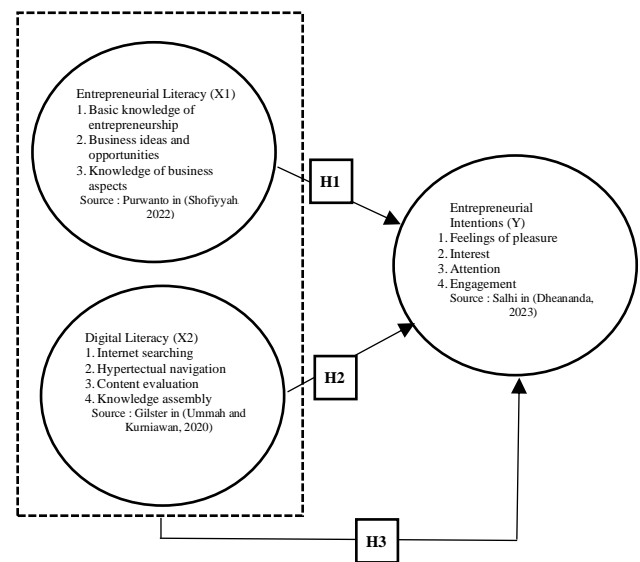 Entrepreneurial Literacy (X1)
1. Basic knowledge of
entrepreneurship
2. Business ideas and
opportunities
3. Knowledge of business
aspects
Source : Purwanto in (Shofiyyah
2022)
H1
Entrepreneurial
Intentions (Y)
1. Feelings of pleasure
2. Interest
3. Attention
4. Engagement
Source : Salhi in (Dheananda,
2023)
Digital Literacy (X2)
1. Internet searching
2. Hypertectual navigation
3. Content evaluation
4. Knowledge assembly
Source : Gilster in (Ummah and
Kurniawan, 2020)
H2
H3